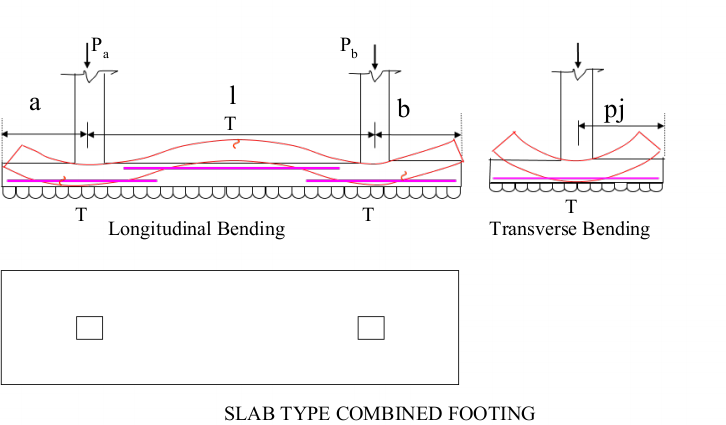 Pa
Pb
a
l
T
b
pj
T
T
T
Longitudinal Bending
Transverse Bending
SLAB TYPE COMBINED FOOTING